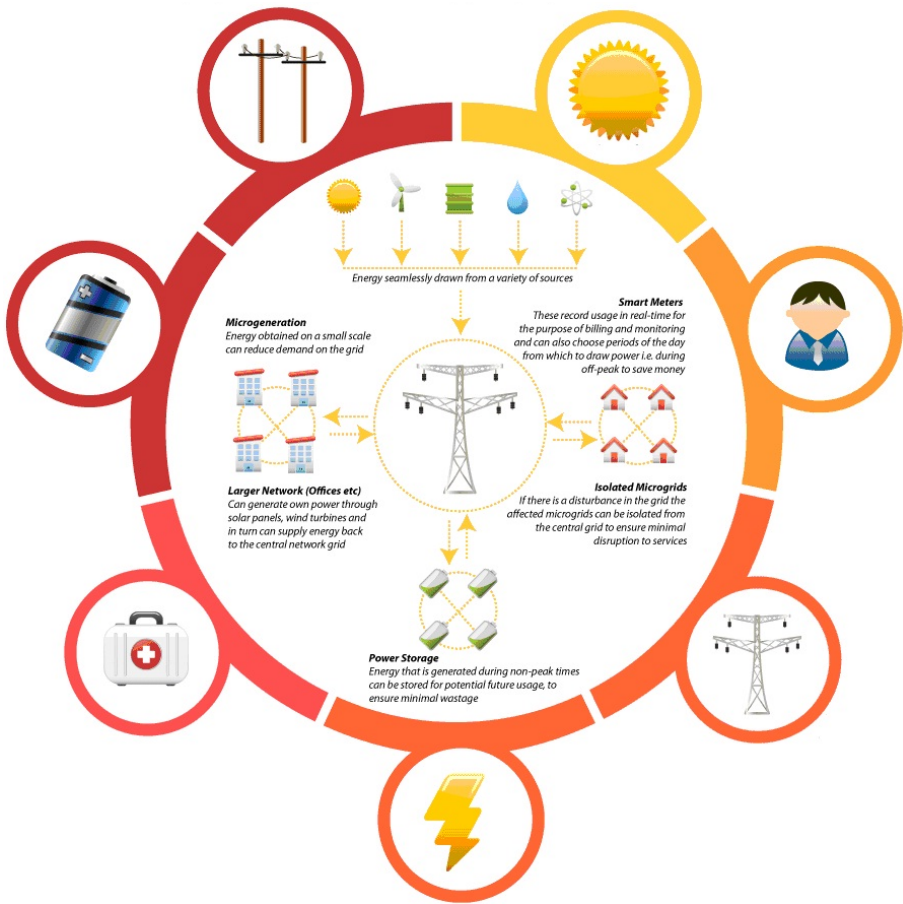 Energy seamlessly drawn from a variety of sources
Smart Meters
These record usage in real-time for
the purpose of billing and monitoring
and can also choose periods of the day
from which to draw power i.e. during
off-peak to save money
Microgeneration
Energy obtained on a small scale
can reduce demand on the grid
Larger Network (Offices etc)
Can generate own power through
solar panels, wind turbines and
in turn can supply energy back
to the central network grid
Isolated Microgrids
If there is a disturbance in the grid the
affected microgrids can be isolated from
the central grid to ensure minimal
disruption to services
Power Storage
Energy that is generated during non-peak times
can be stored for potential future usage, to
ensure minimal wastage